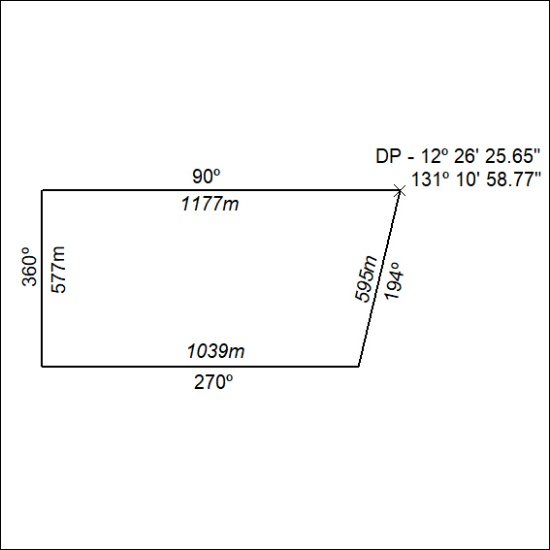 DP - 12º 26' 25.65"
131º 10' 58.77"
90º
1177m
360º
577m
595m
194º
1039m
270º